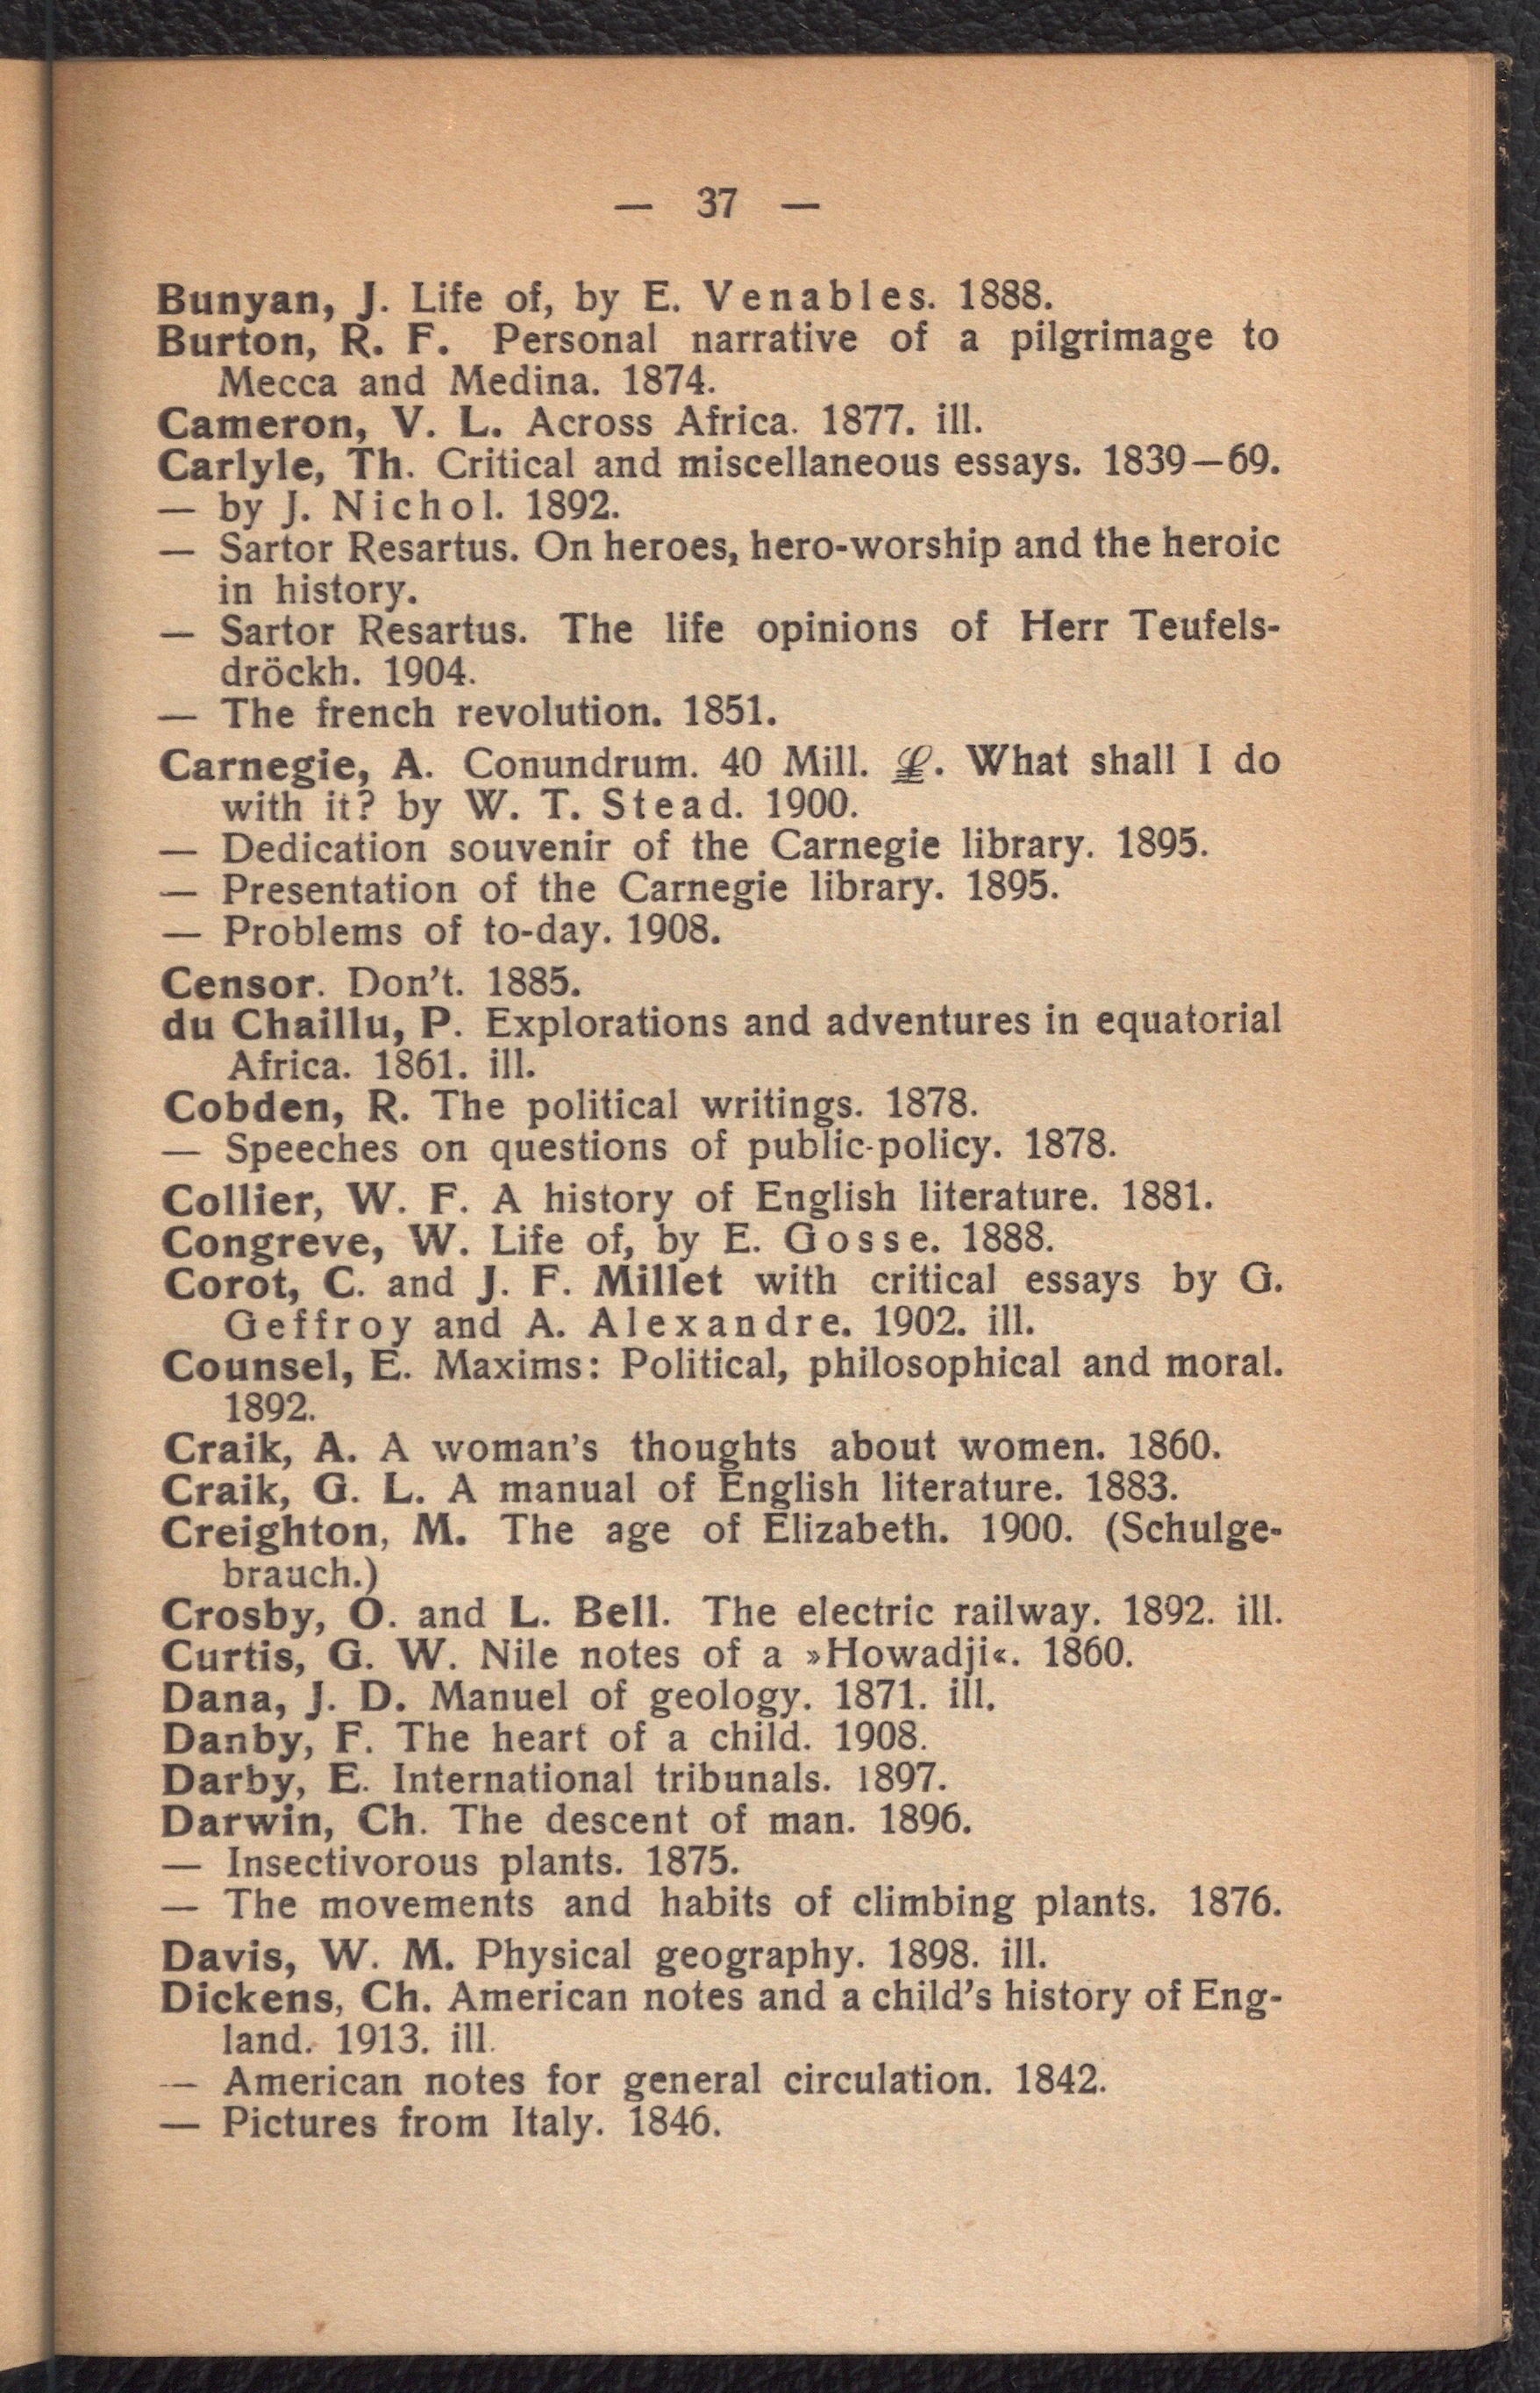 — 37 —
Bunyan, J. Life of, by E. Venables. 1888.
Burton, R. F. Personal narrative of a pilgrimage to
Mecca and Medina. 1874.
Cameron, V. L. Across Africa. 1877. ill.
Carlyle, Th. Critical and miscellaneous essays. 1839—69.
— by J. Nichol. 1892.
— Sartor Resartus. On heroes, hero-worship and the heroic
in history.
— Sartor Resartus. The life opinions of Herr Teufels-
dröckh. 1904.
— The french revolution. 1851.
Carnegie, A. Conundrum. 40 Mill. £. What shall I do
with it? by W. T. Stead. 1900.
— Dedication souvenir of the Carnegie library. 1895.
— Presentation of the Carnegie library. 1895.
— Problems of to-day. 1908.
Censor. Don't. 1885.
du Chaillu, P. Explorations and adventures in equatorial
Africa. 1861. ill.
Cobden, R. The political writings. 1878.
— Speeches on questions of public-policy. 1878.
Collier, W. F. A history of English literature. 1881.
Congreve, W. Life of, by E. Gosse. 1888.
Corot, C. and J. F. Millet with critical essays by G.
Geffroy and A. Alexandre. 1902. ill.
Counsel, E. Maxims: Political, philosophical and moral.
1892.
Craik, A. A woman's thoughts about women. 1860.
Craik, G. L. A manual of English literature. 1883.
Creighton, M. The age of Elizabeth. 1900. (Schulge-
brauch.)
Crosby, O. and L. Bell. The electric railway. 1892. ill.
Curtis, G. W. Nile notes of a »Howadji«. 1860.
Dana, J. D. Manuel of geology. 1871. ill.
Danby, F. The heart of a child. 1908.
Darby, E. International tribunals. 1897.
Darwin, Ch. The descent of man. 1896.
— Insectivorous plants. 1875.
— The movements and habits of climbing plants. 1876.
Davis, W. M. Physical geography. 1898. ill.
Dickens, Ch. American notes and a child's history of Eng-
land. 1913. ill.
— American notes for general circulation. 1842.
— Pictures from Italy. 1846.